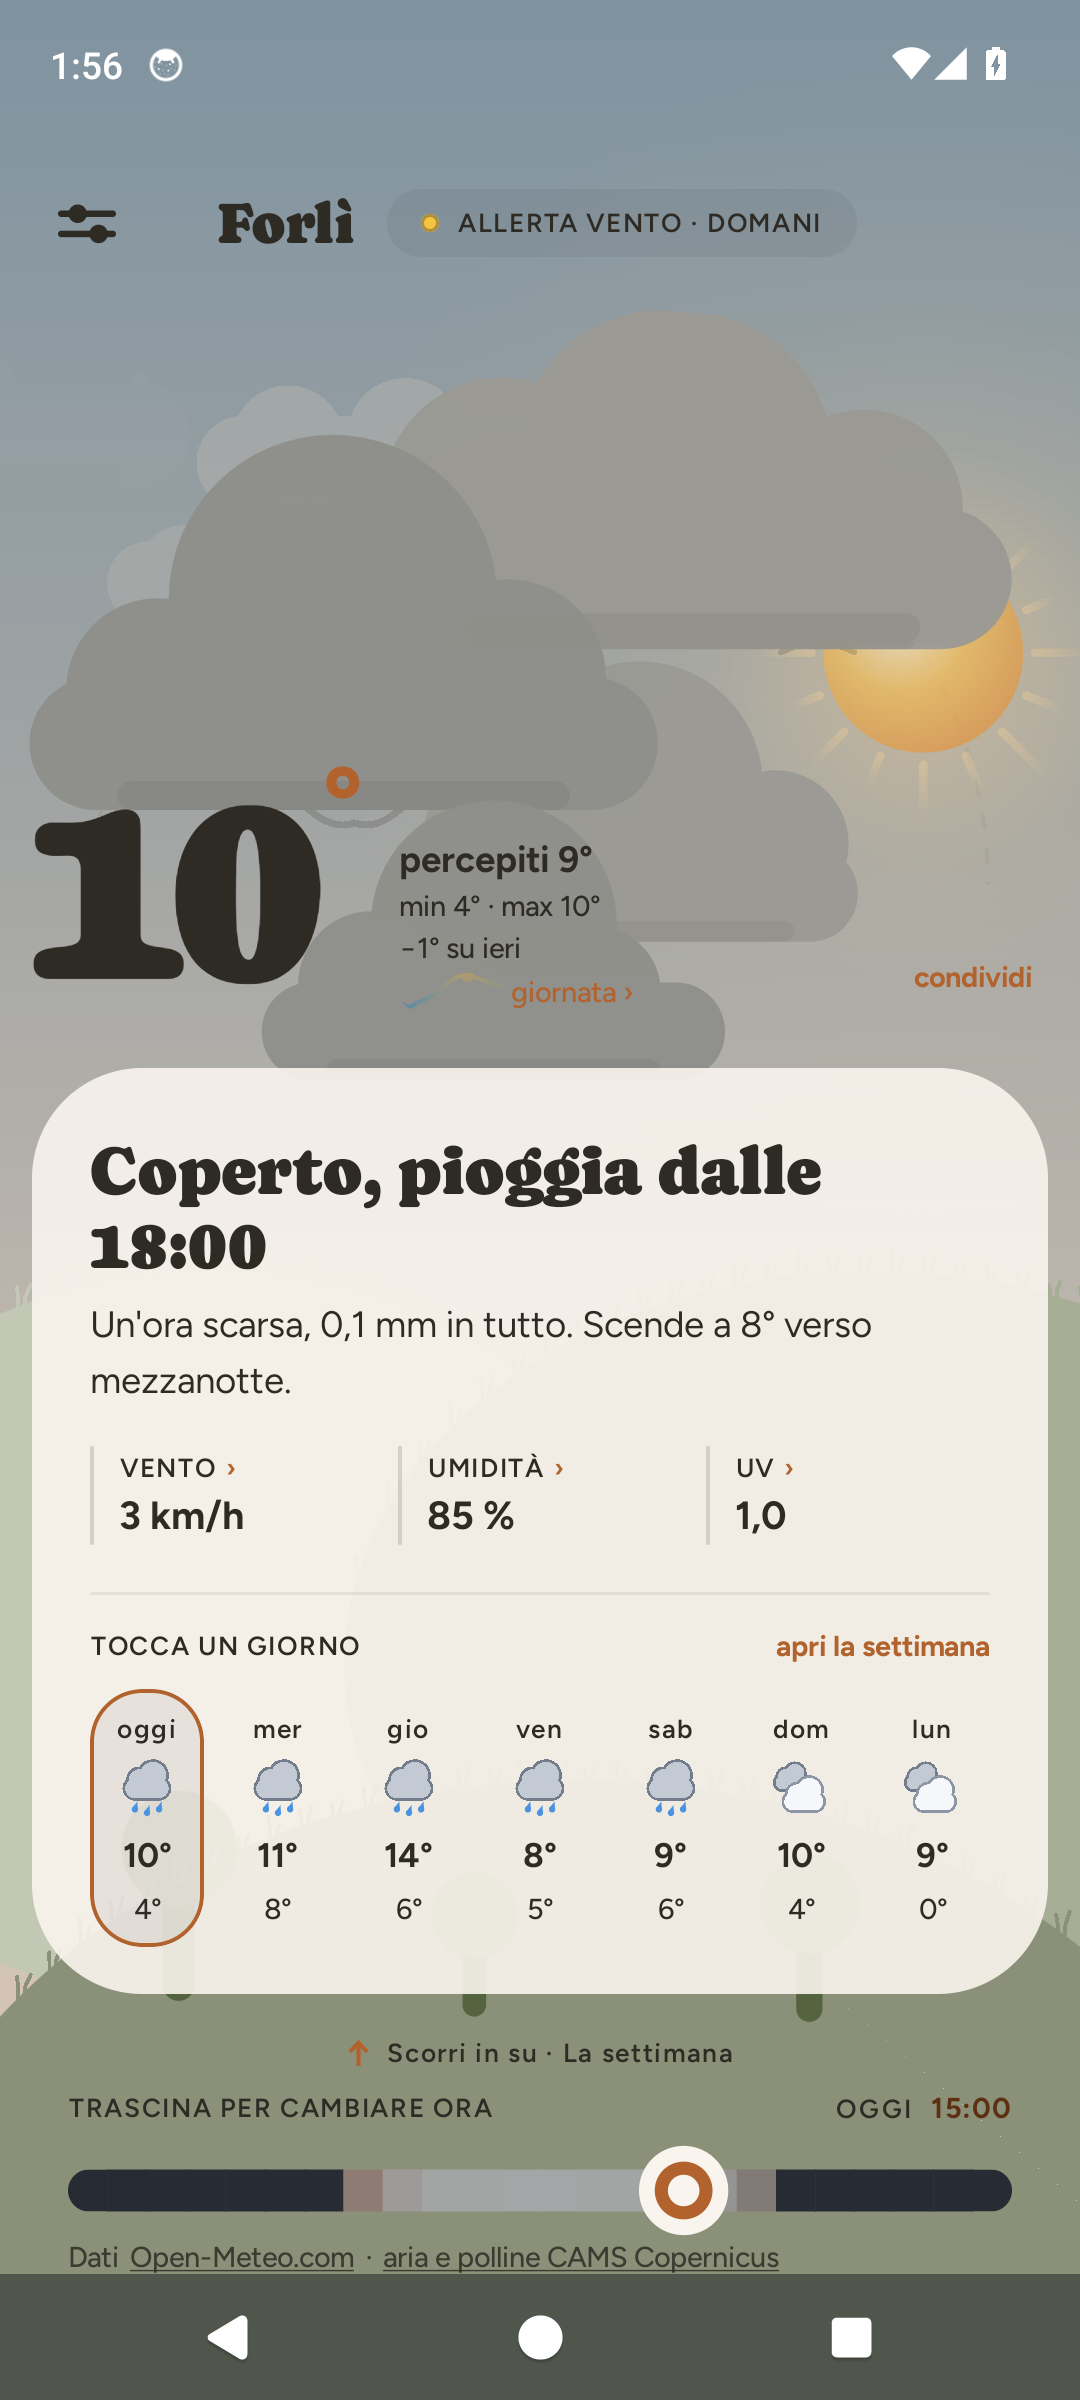 1:56
Forlì
ALLERTA VENTO · DOMANI
10
percepiti 9°
min 4° · max 10°
−1° su ieri
giornata ›
condividi
Coperto, pioggia dalle
18:00
Un'ora scarsa, 0,1 mm in tutto. Scende a 8° verso
mezzanotte.
VENTO › UMIDITÀ › UV ›
3 km/h 85 % 1,0
TOCCA UN GIORNO apri la settimana
oggi mer gio ven sab dom lun
10° 11° 14° 8° 9° 10° 9°
4° 8° 6° 5° 6° 4° 0°
↑ Scorri in su · La settimana
TRASCINA PER CAMBIARE ORA OGGI 15:00
Dati Open-Meteo.com · aria e polline CAMS Copernicus